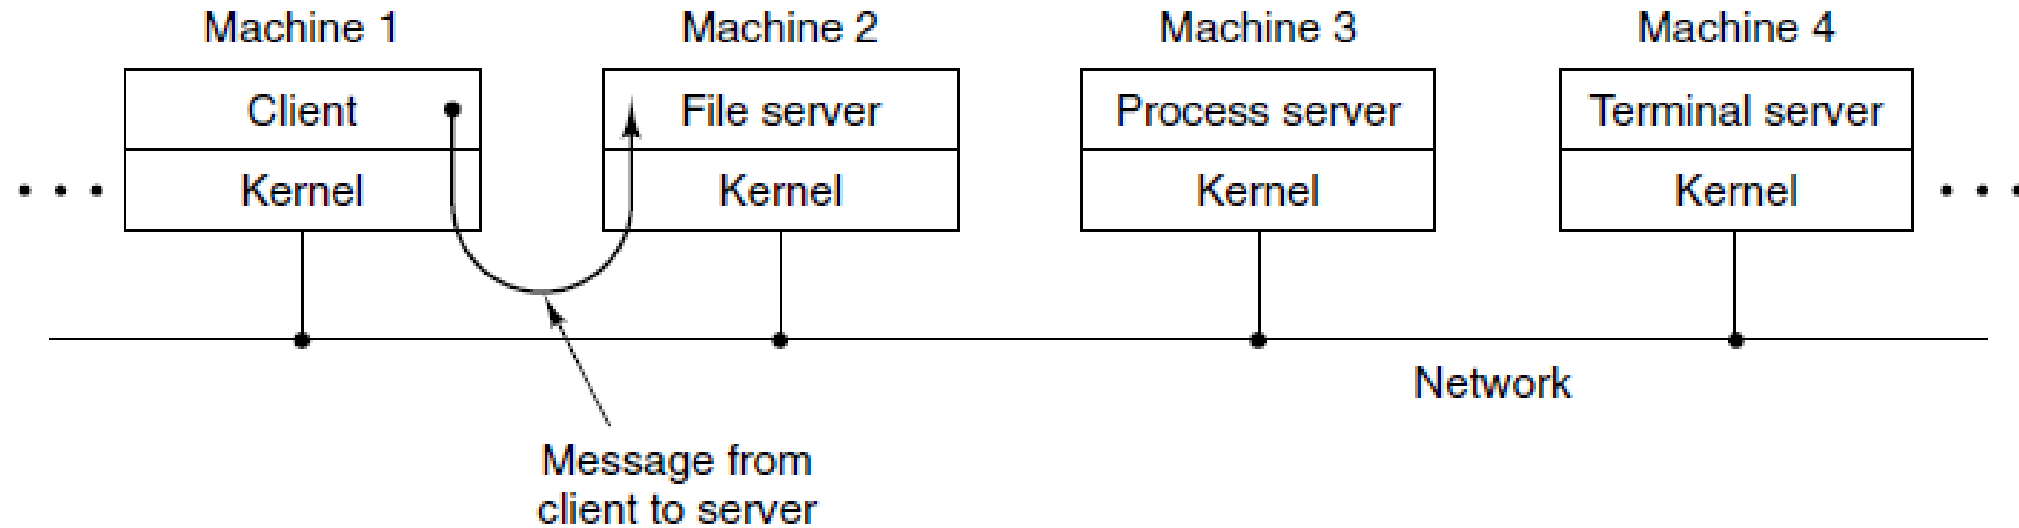 Machine 1
Machine 2
Machine 3
Machine 4
Client
File server
Process server
Terminal server
Kernel
Kernel
Kernel
Kernel
Network
Message from
client to server